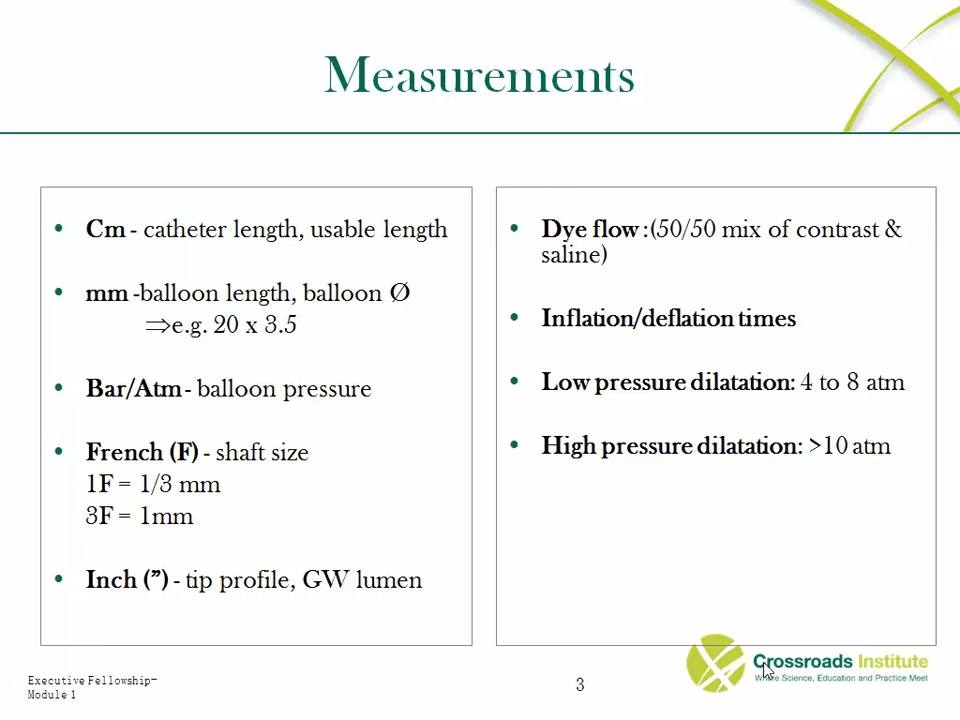 Measurements
• Cm - catheter length, usable length
• mm -balloon length, balloon Ø
⇒e.g. 20 x 3.5
• Bar/Atm- balloon pressure
• French (F) - shaft size
1F = 1/3 mm
3F = 1mm
• Inch (”) - tip profile, GW lumen
• Dye flow :(50/50 mix of contrast &
saline)
• Inflation/deflation times
• Low pressure dilatation: 4 to 8 atm
• High pressure dilatation: >10 atm
Executive Fellowship–
Module 1
3
Crossroads Institute
Where Science, Education and Practice Meet